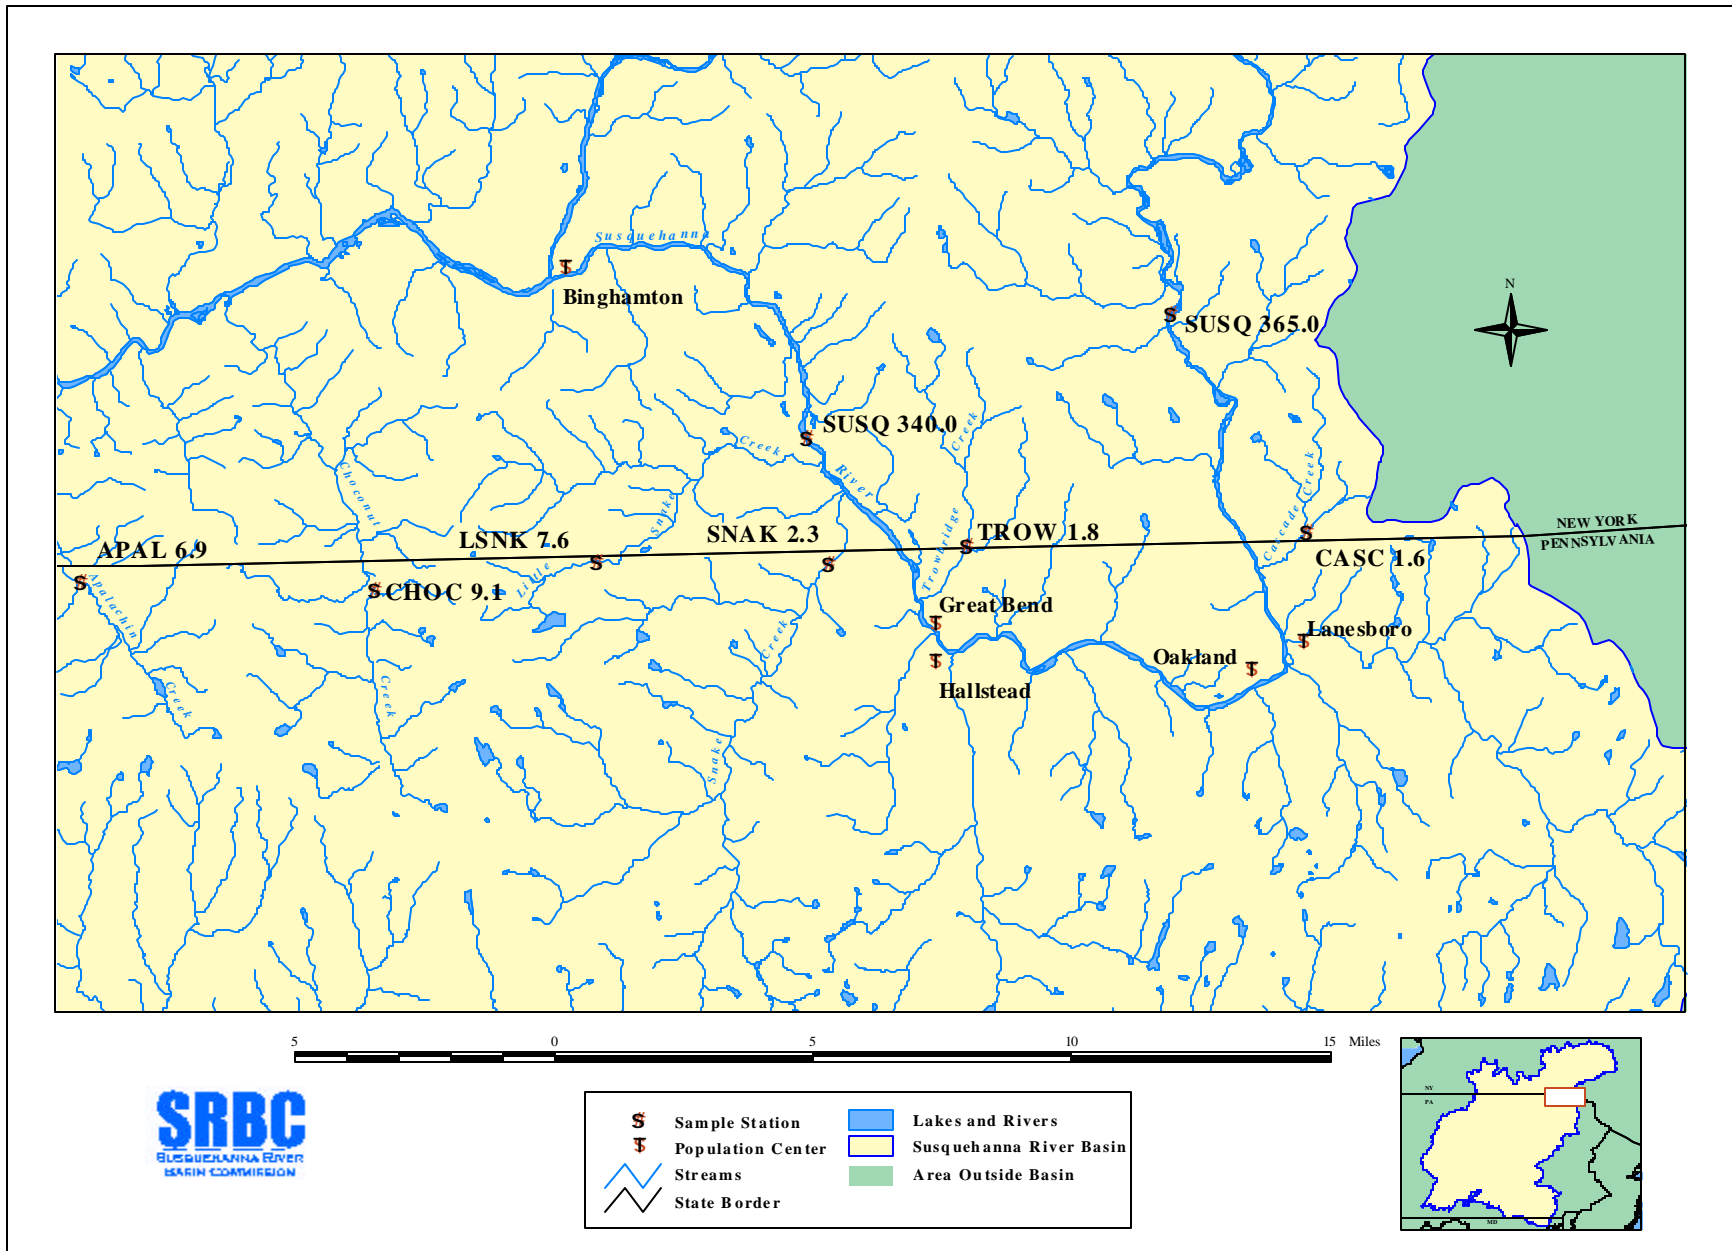 Susquehanna
Binghamton
N
SUSQ 365.0
SUSQ 340.0
Creek
Creek
River
Choconut
Snake
Creek
Cascade
NEW YORK
PENNSYLVANIA
APAL 6.9
LSNK 7.6
SNAK 2.3
TROW 1.8
CASC 1.6
Trowbridge
Little
CHOC 9.1
Apalachin
Great Bend
Lanesboro
Creek
Oakland
Creek
Creek
Hallstead
Snake
5 0 5 10 15 Miles
NY
PA
MD
SRBC
SUSQUEHANNA RIVER
BASIN COMMISSION
Sample Station
Population Center
Streams
State Border
Lakes and Rivers
Susquehanna River Basin
Area Outside Basin